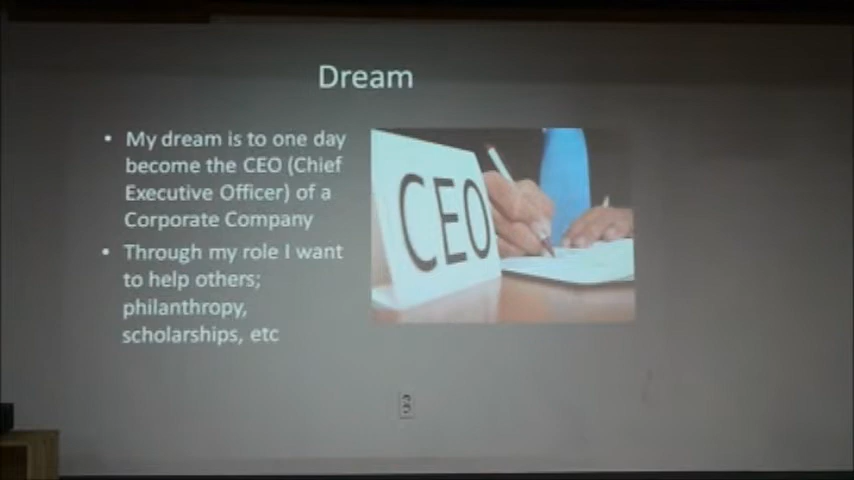 Dream
• My dream is to one day
become the CEO (Chief
Executive Officer) of a
Corporate Company
• Through my role I want
to help others;
philanthropy,
scholarships, etc
CEO